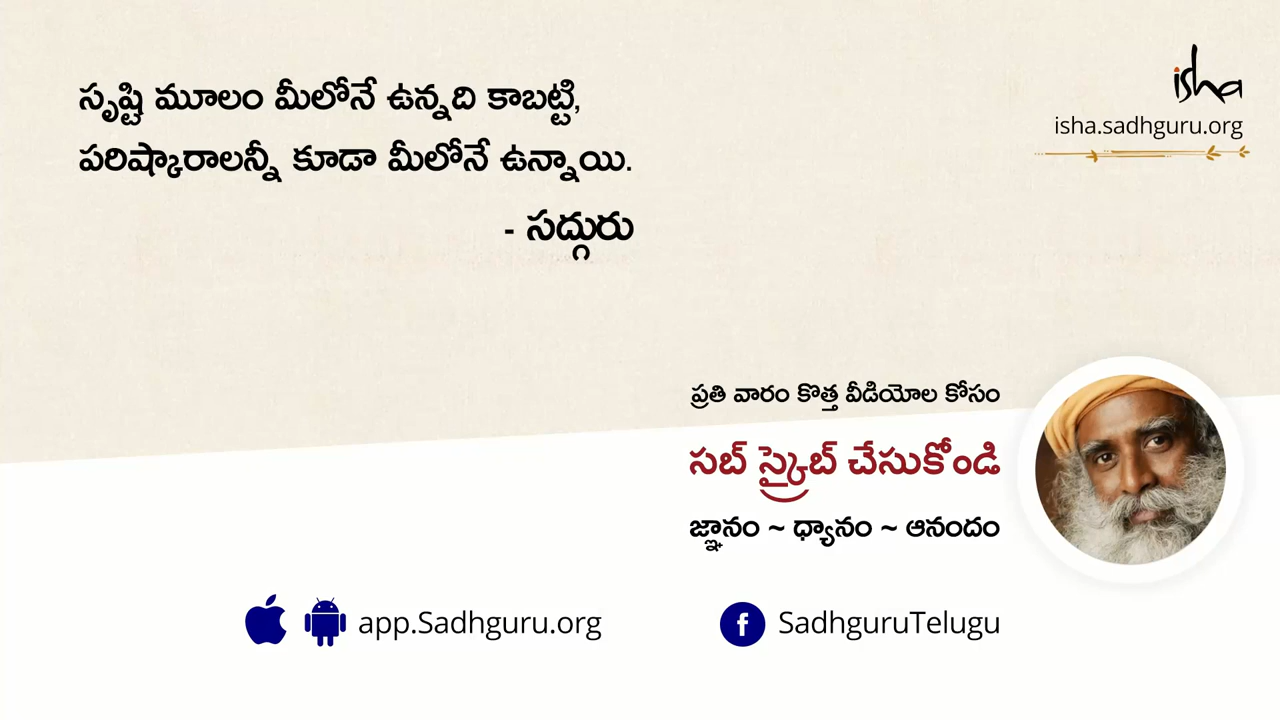 సృష్టి మూలం మీలోనే ఉన్నది కాబట్టి,
పరిష్కారాలన్నీ కూడా మీలోనే ఉన్నాయి.
- సద్గురు
isha
isha.sadhguru.org
ప్రతి వారం కొత్త వీడియోల కోసం
సబ్ స్క్రైబ్ చేసుకోండి
జ్ఞానం ~ ధ్యానం ~ ఆనందం
app.Sadhguru.org
SadhguruTelugu